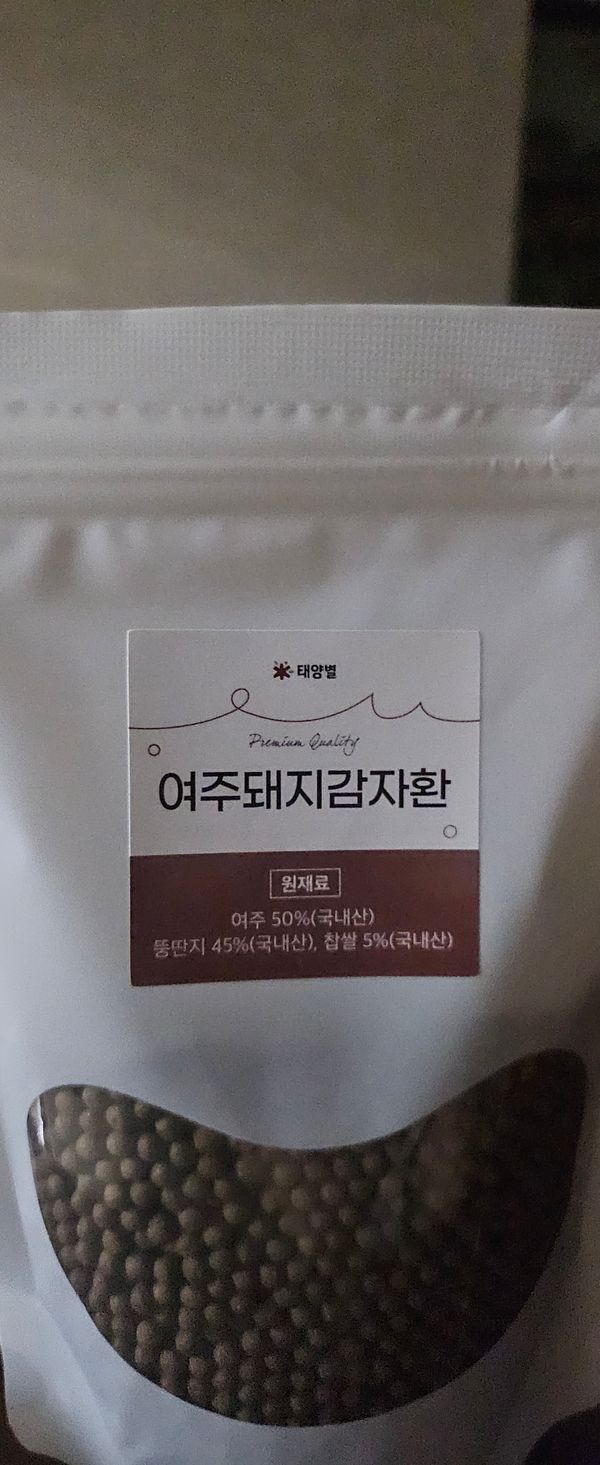 태양별
Premium Quality
여주돼지감자환
원재료
여주 50%(국내산)
뚱딴지 45%(국내산), 찹쌀 5%(국내산)